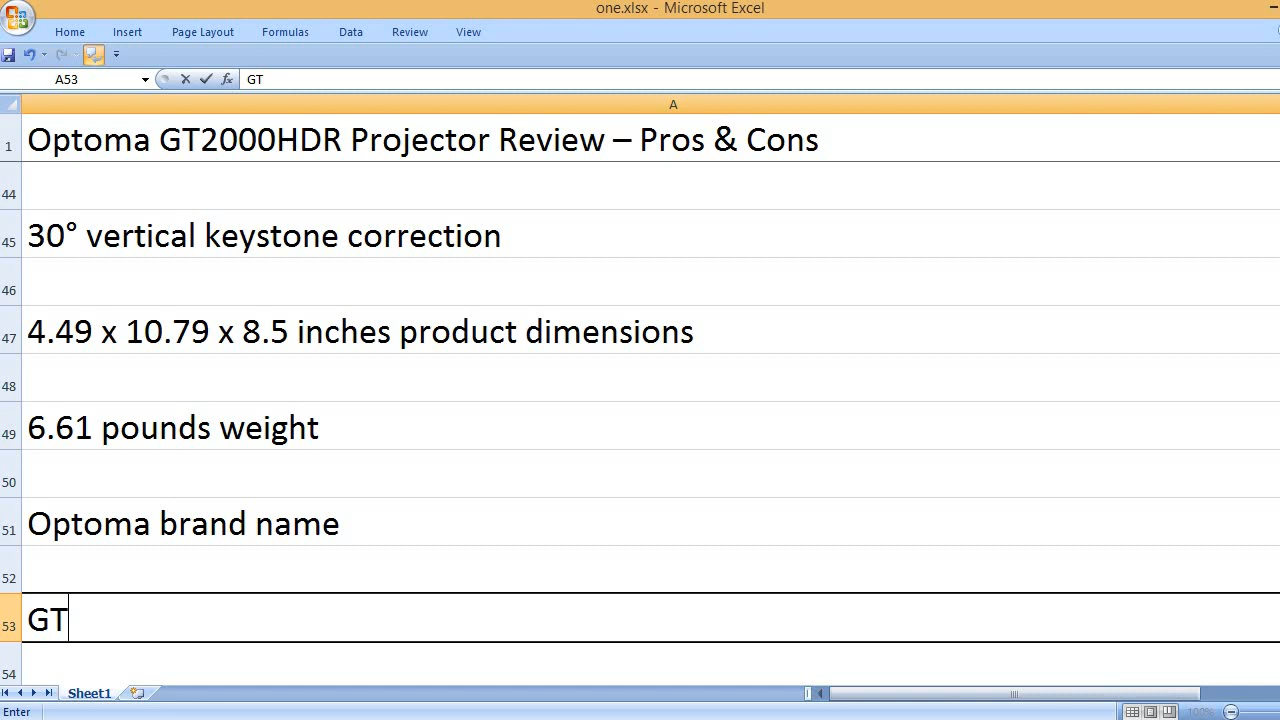 one.xlsx - Microsoft Excel
Home Insert Page Layout Formulas Data Review View
A53 fx GT
A
1 Optoma GT2000HDR Projector Review – Pros & Cons
44
45 30° vertical keystone correction
46
47 4.49 x 10.79 x 8.5 inches product dimensions
48
49 6.61 pounds weight
50
51 Optoma brand name
52
53 GT
54
Sheet1
Enter 100%